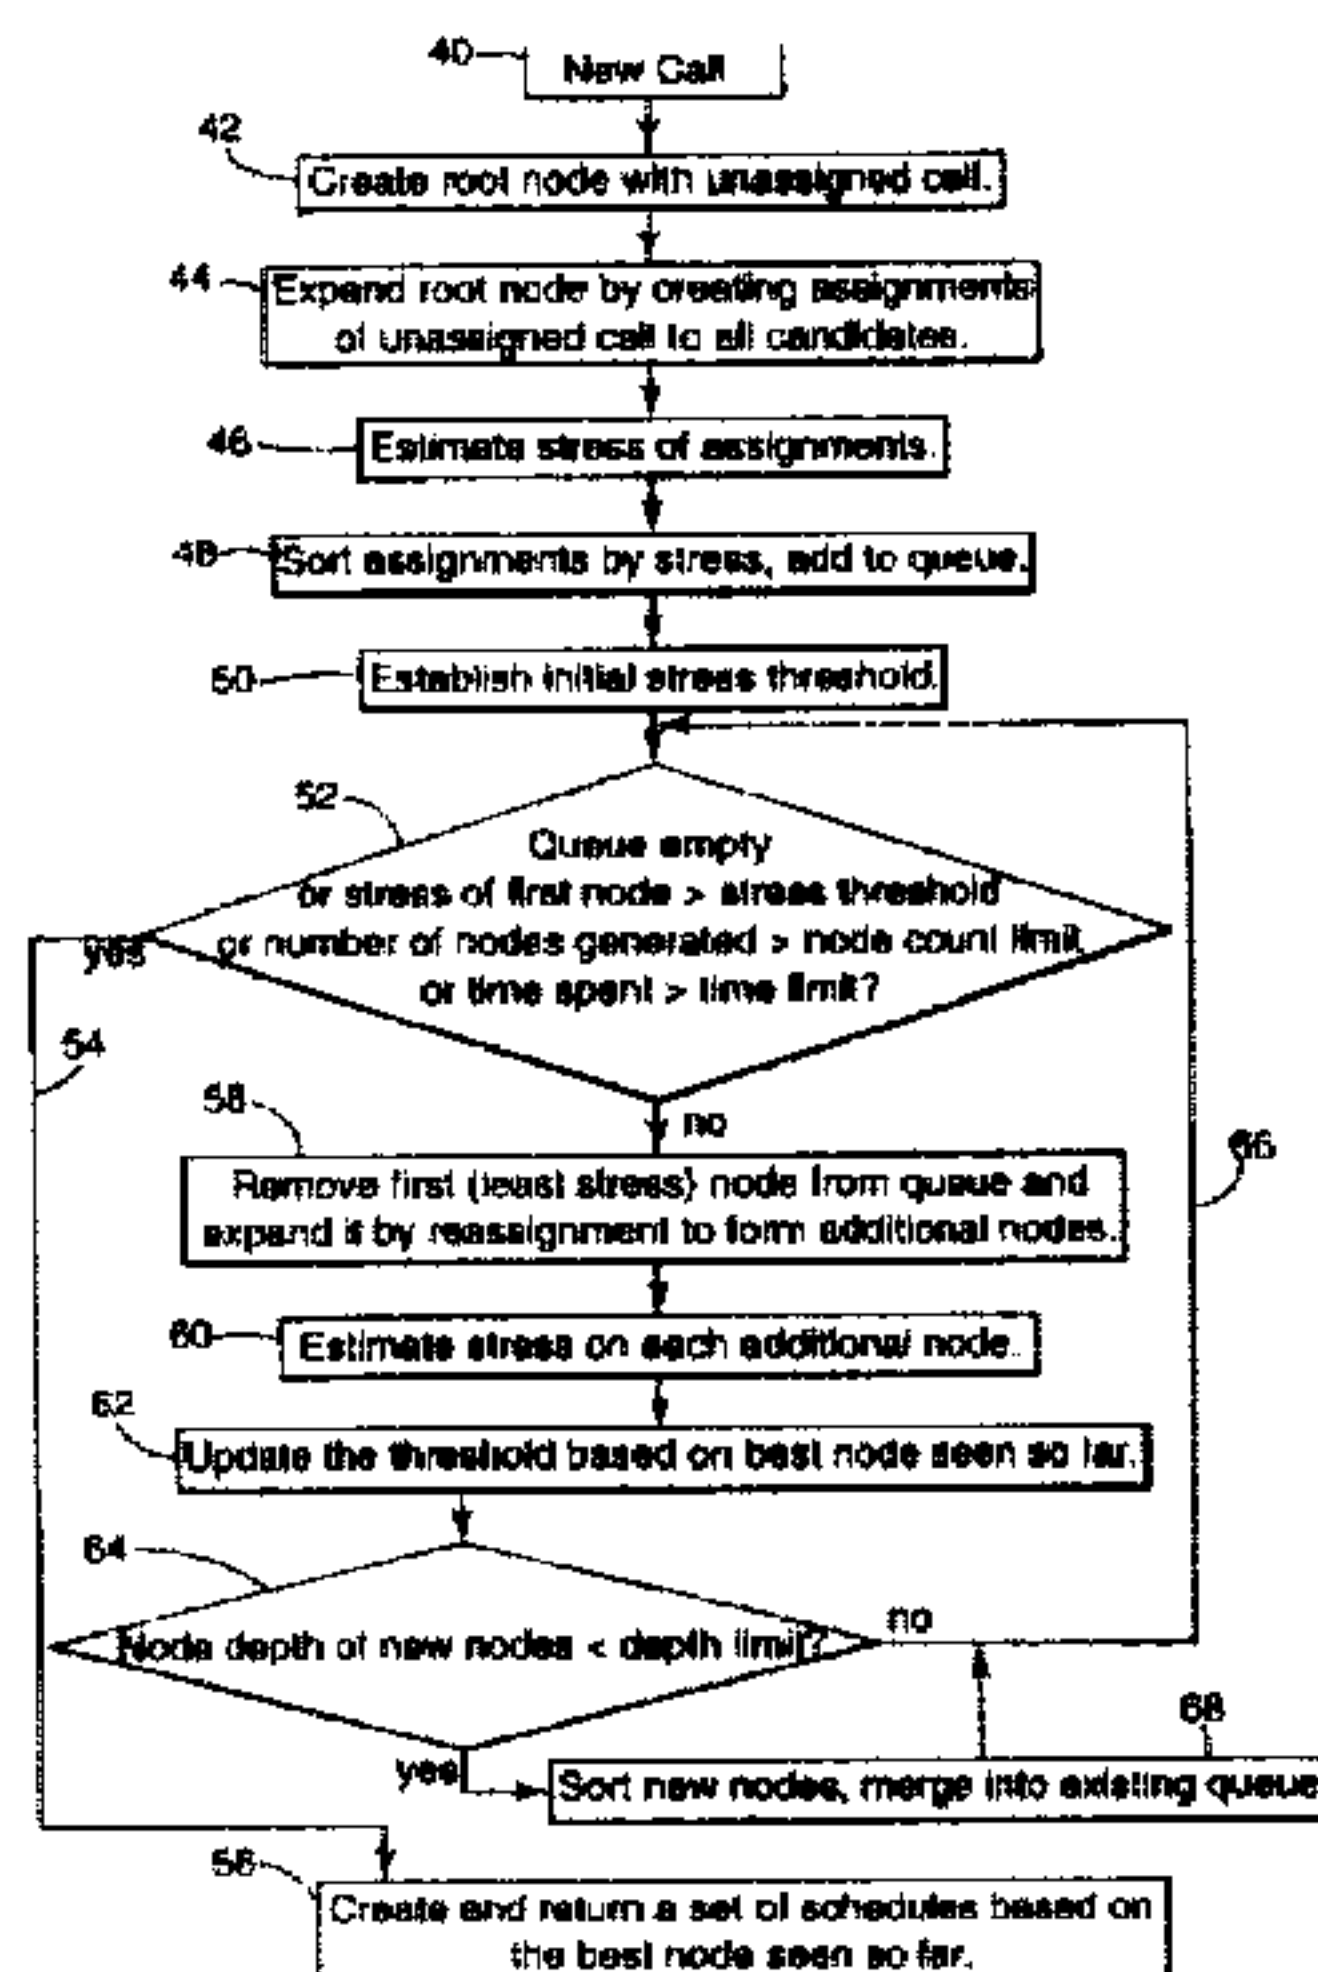 40
New Call
42
Create root node with unassigned call.
44
Expand root node by creating assignments
of unassigned call to all candidates.
46
Estimate stress of assignments.
48
Sort assignments by stress, add to queue.
50
Establish initial stress threshold.
52
Queue empty
or stress of first node > stress threshold
or number of nodes generated > node count limit
or time spent > time limit?
yes
54
no
58
Remove first (least stress) node from queue and
expand it by reassignment to form additional nodes.
66
60
Estimate stress on each additional node.
62
Update the threshold based on best node seen so far.
64
Node depth of new nodes < depth limit?
no
yes
68
Sort new nodes, merge into existing queue
56
Create and return a set of schedules based on
the best node seen so far.